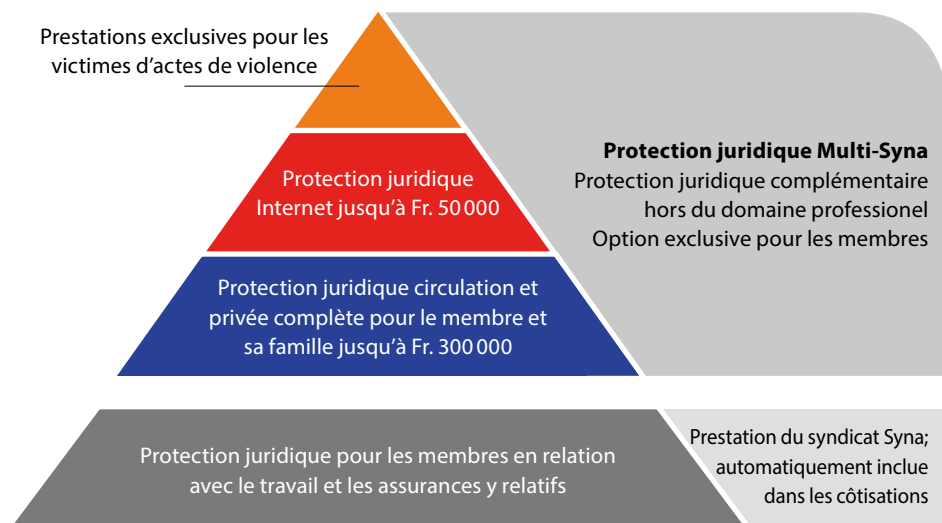 Prestations exclusives pour les
victimes d'actes de violence
Protection juridique
Internet jusqu'à Fr. 50 000
Protection juridique circulation et
privée complète pour le membre et
sa famille jusqu'à Fr. 300 000
Protection juridique Multi-Syna
Protection juridique complémentaire
hors du domaine professionel
Option exclusive pour les membres
Protection juridique pour les membres en relation
avec le travail et les assurances y relatifs
Prestation du syndicat Syna;
automatiquement inclue
dans les côtisations